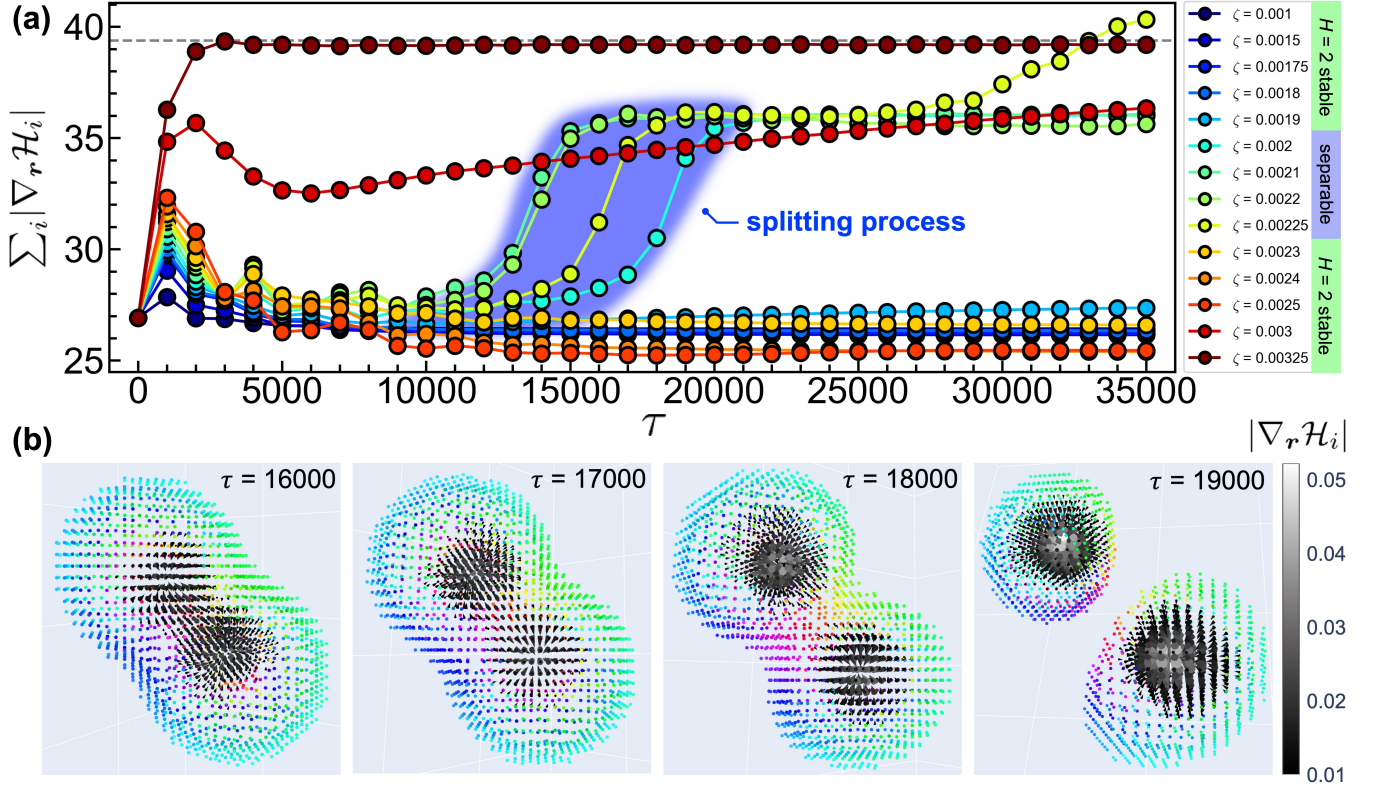 (a)
∑ᵢ|∇ᵣℋᵢ|
40
35
30
25
0
5000
10000
15000
20000
25000
30000
35000
τ
splitting process
ζ = 0.001
ζ = 0.0015
ζ = 0.00175
ζ = 0.0018
ζ = 0.0019
ζ = 0.002
ζ = 0.0021
ζ = 0.0022
ζ = 0.00225
ζ = 0.0023
ζ = 0.0024
ζ = 0.0025
ζ = 0.003
ζ = 0.00325
H = 2 stable
separable
H = 2 stable
(b)
τ = 16000
τ = 17000
τ = 18000
τ = 19000
|∇ᵣℋᵢ|
0.05
0.04
0.03
0.02
0.01